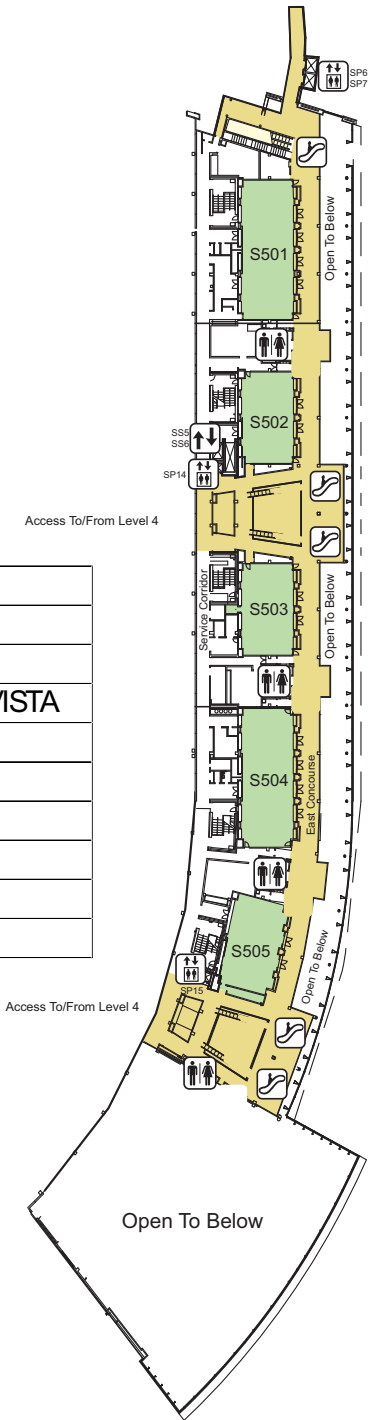 SP6
SP7
Open To Below
S501
S502
SS5
SS6
SP14
Access To/From Level 4
Service Corridor
S503
Open To Below
VISTA
S504
East Concourse
S505
Open To Below
SP15
Access To/From Level 4
Open To Below